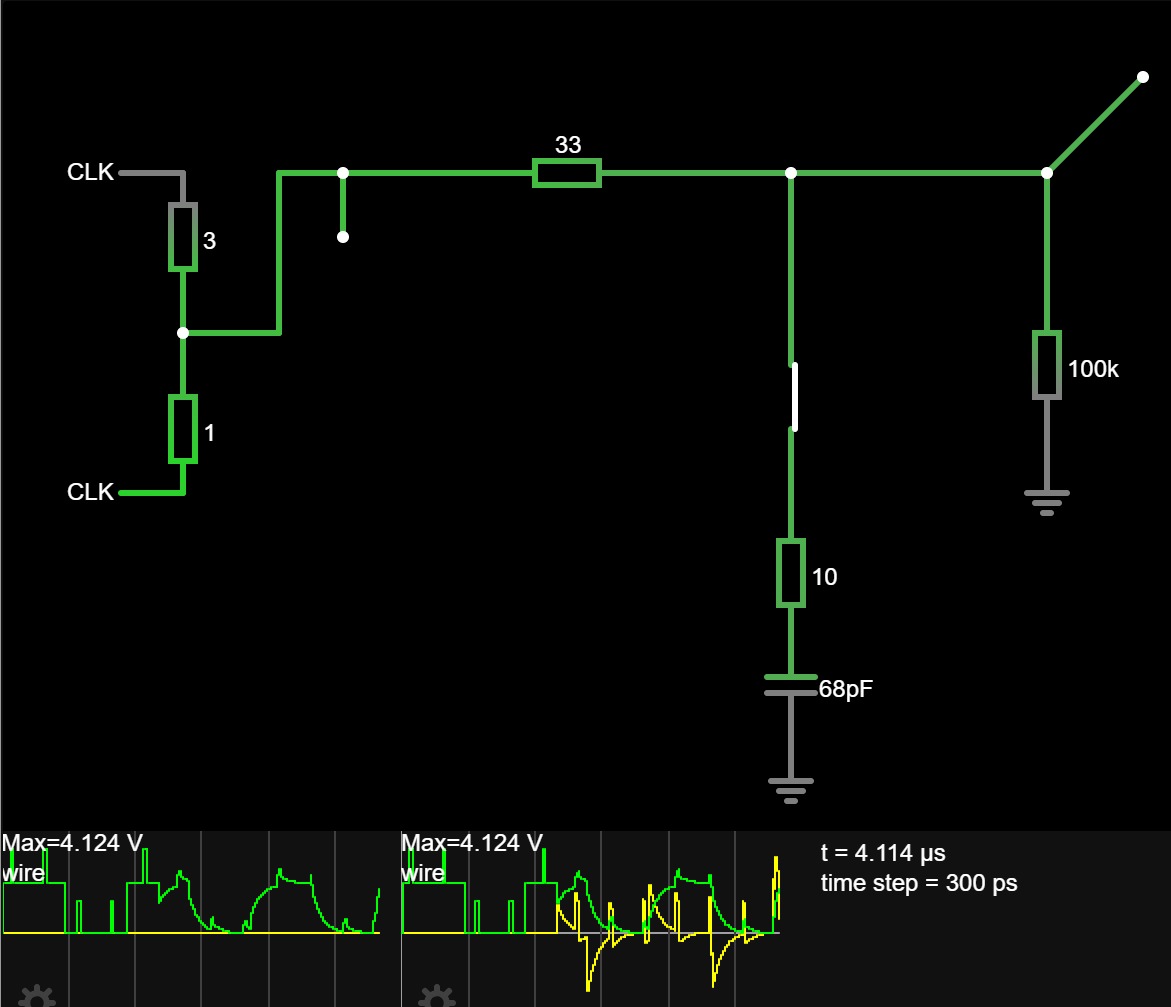 33
CLK
3
100k
1
CLK
10
68pF
Max=4.124 V
wire
Max=4.124 V
wire
t = 4.114 μs
time step = 300 ps